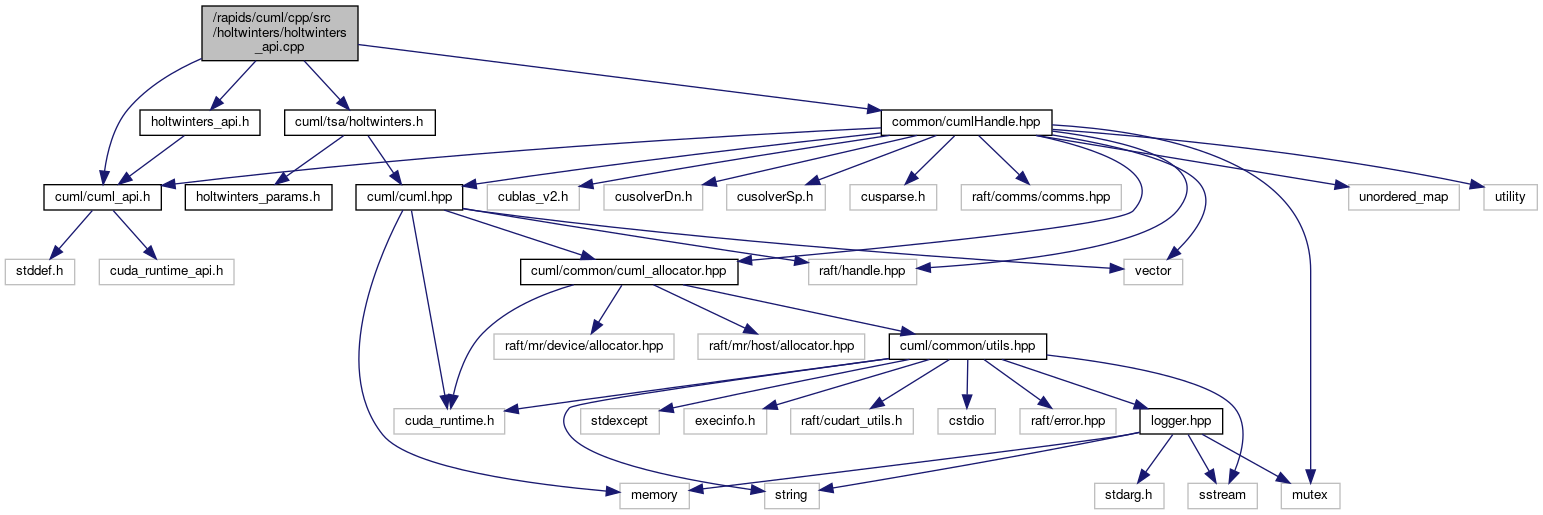 /rapids/cuml/cpp/src
/holtwinters/holtwinters
_api.cpp
holtwinters_api.h
cuml/tsa/holtwinters.h
common/cumlHandle.hpp
cuml/cuml_api.h
holtwinters_params.h
cuml/cuml.hpp
cublas_v2.h
cusolverDn.h
cusolverSp.h
cusparse.h
raft/comms/comms.hpp
unordered_map
utility
stddef.h
cuda_runtime_api.h
cuml/common/cuml_allocator.hpp
raft/handle.hpp
vector
raft/mr/device/allocator.hpp
raft/mr/host/allocator.hpp
cuml/common/utils.hpp
cuda_runtime.h
stdexcept
execinfo.h
raft/cudart_utils.h
cstdio
raft/error.hpp
logger.hpp
memory
string
stdarg.h
sstream
mutex